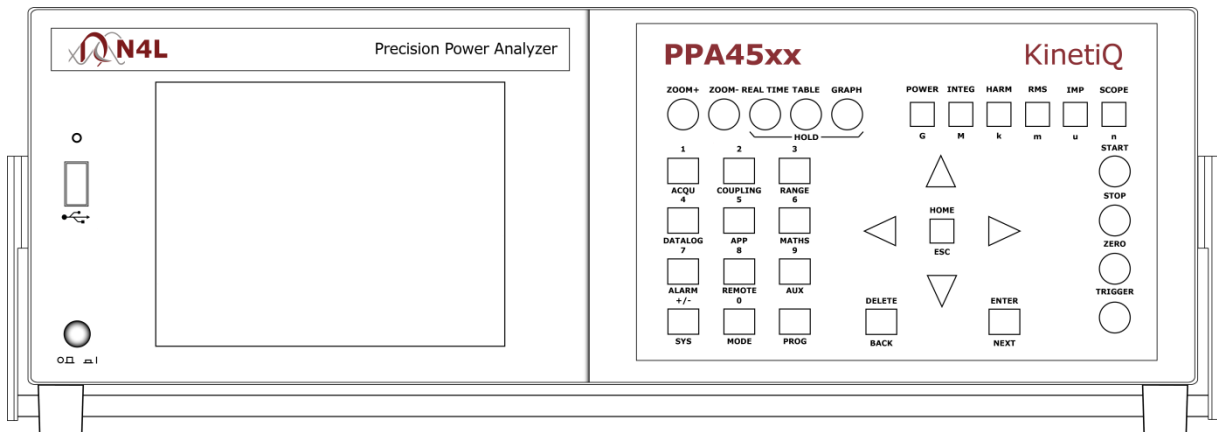 N4L Precision Power Analyzer
PPA45xx KinetiQ
ZOOM+ ZOOM- REAL TIME TABLE GRAPH
HOLD
POWER INTEG HARM RMS IMP SCOPE
G M k m u n
1 2 3
ACQU COUPLING RANGE
4 5 6
DATALOG APP MATHS
7 8 9
ALARM REMOTE AUX
+/- 0
SYS MODE PROG
HOME
ESC
DELETE ENTER
BACK NEXT
START
STOP
ZERO
TRIGGER